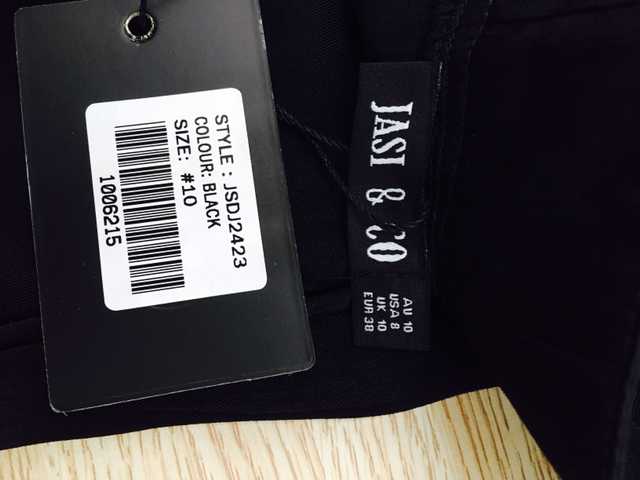 STYLE : JSDJ2423
COLOUR: BLACK
SIZE: #10
1006215
JASI & CO
AU 10
USA 8
UK 10
EUR 38